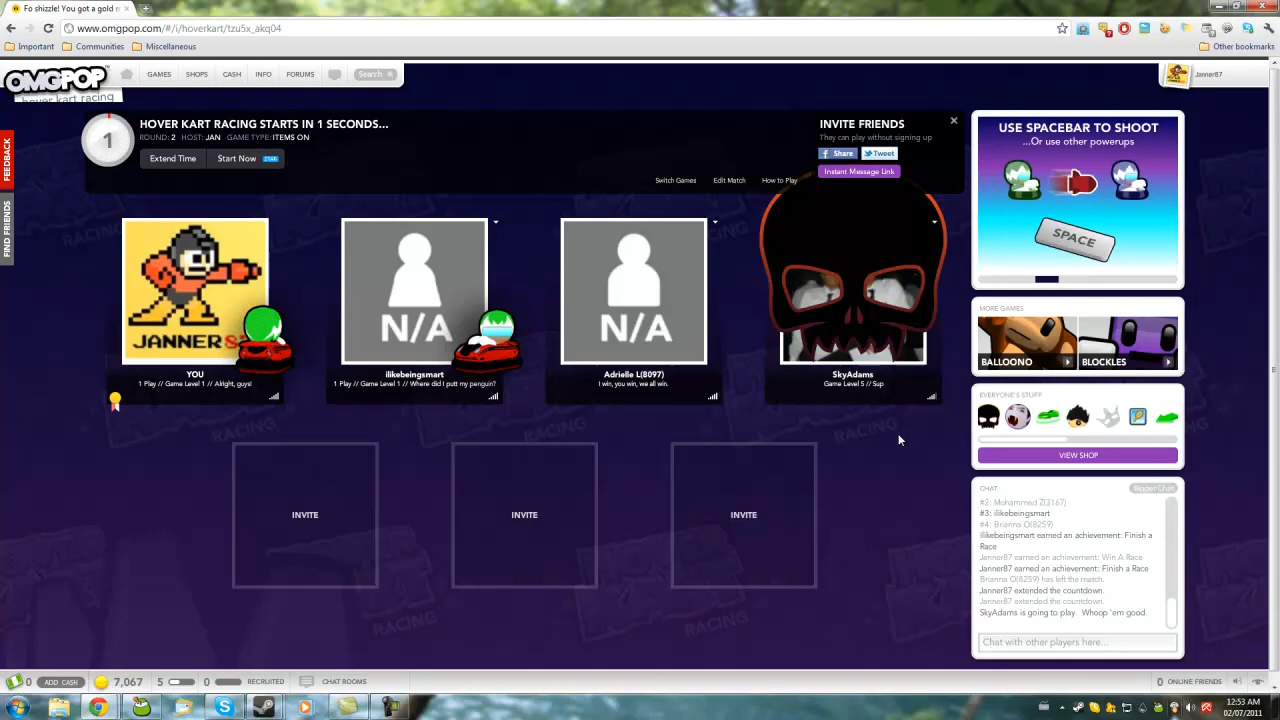 Fo shizzle! You got a gold r
www.omgpop.com/#/i/hoverkart/tzu5x_akq04
Important
Communities
Miscellaneous
Other bookmarks
OMGPOP
hover kart racing
GAMES
SHOPS
CASH
INFO
FORUMS
Search
Janner87
FEEDBACK
FIND FRIENDS
1
HOVER KART RACING STARTS IN 1 SECONDS...
ROUND: 2 HOST: JAN GAME TYPE: ITEMS ON
Extend Time
Start Now
INVITE FRIENDS
They can play without signing up
Share
Tweet
Instant Message Link
Switch Games
Edit Match
How to Play
JANNER8
YOU
1 Play // Game Level 1 // Alright, guys!
N/A
ilikebeingsmart
1 Play // Game Level 1 // Where did I putt my penguin?
N/A
Adrielle L(8097)
I win, you win, we all win.
SkyAdams
Game Level 5 // Sup
RACING
INVITE
INVITE
INVITE
USE SPACEBAR TO SHOOT
...Or use other powerups
SPACE
MORE GAMES
BALLOONO
BLOCKLES
EVERYONE'S STUFF
VIEW SHOP
CHAT
Bigger Chat
#2: Mohammed Z(3167)
#3: ilikebeingsmart
#4: Brianna O(8259)
ilikebeingsmart earned an achievement: Finish a
Race
Janner87 earned an achievement: Win A Race
Janner87 earned an achievement: Finish a Race
Brianna O(8259) has left the match.
Janner87 extended the countdown.
Janner87 extended the countdown.
SkyAdams is going to play. Whoop 'em good.
Chat with other players here...
0
ADD CASH
7,067
5
0
RECRUITED
CHAT ROOMS
0 ONLINE FRIENDS
12:53 AM
02/07/2011